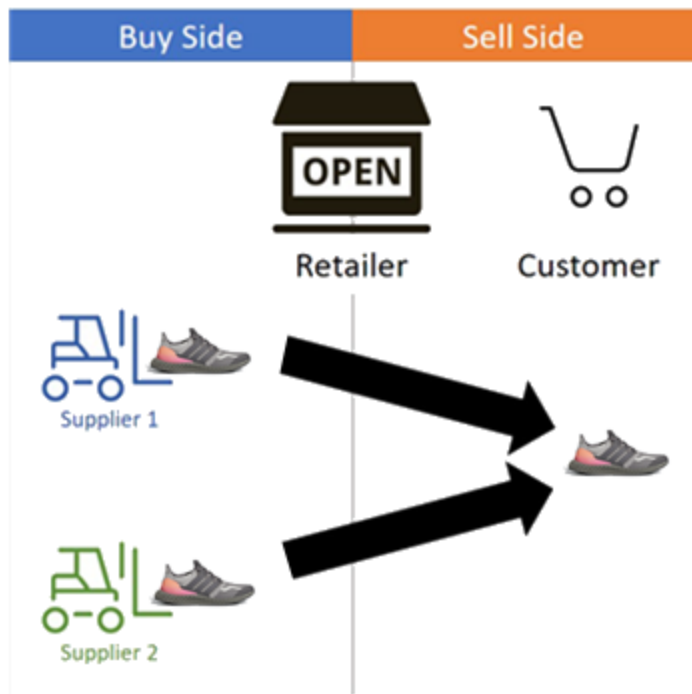 Buy Side
Sell Side
OPEN
Retailer
Customer
Supplier 1
Supplier 2